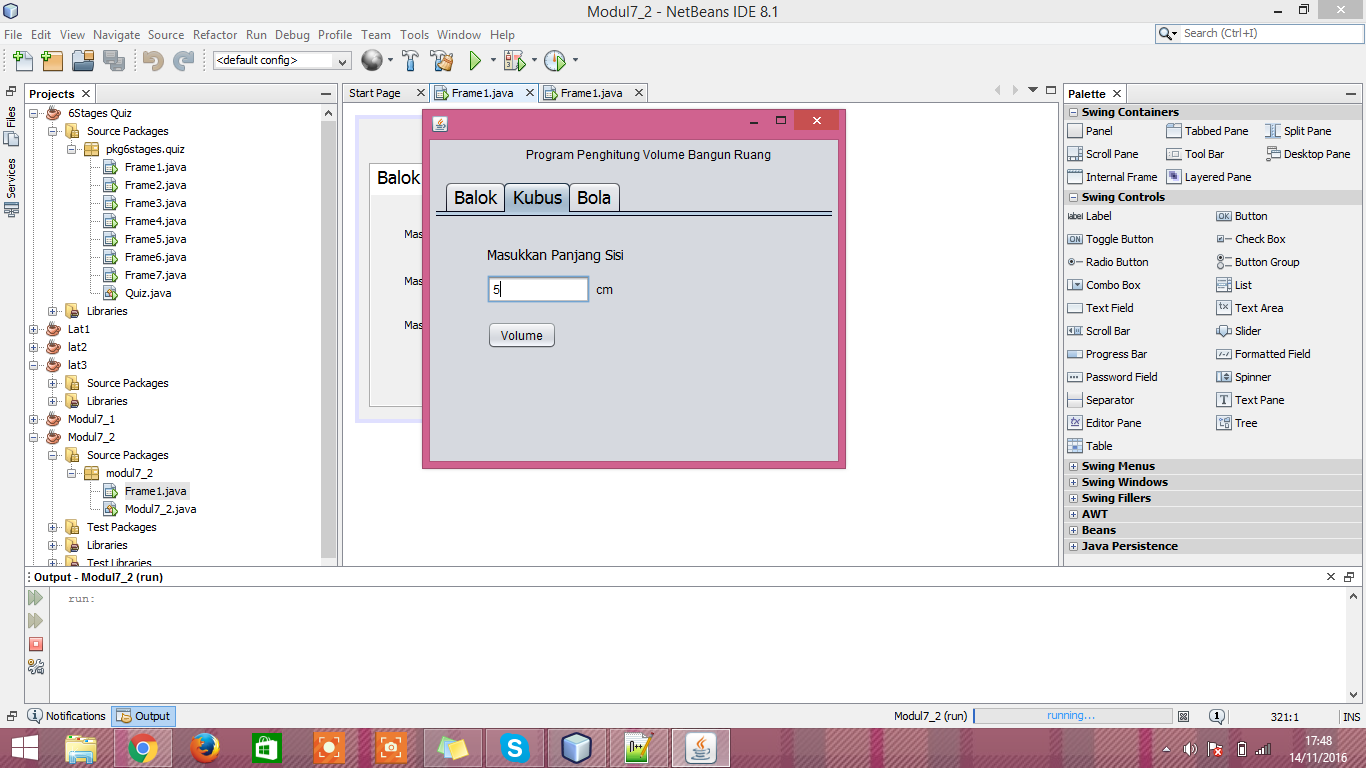 Modul7_2 - NetBeans IDE 8.1
File Edit View Navigate Source Refactor Run Debug Profile Team Tools Window Help
Search (Ctrl+I)
<default config>
Projects
Files
Services
6Stages Quiz
Source Packages
pkg6stages.quiz
Frame1.java
Frame2.java
Frame3.java
Frame4.java
Frame5.java
Frame6.java
Frame7.java
Quiz.java
Libraries
Lat1
lat2
lat3
Source Packages
Libraries
Modul7_1
Modul7_2
Source Packages
modul7_2
Frame1.java
Modul7_2.java
Test Packages
Libraries
Test Libraries
Start Page Frame1.java Frame1.java
Balok
Mas
Mas
Mas
Program Penghitung Volume Bangun Ruang
Balok Kubus Bola
Masukkan Panjang Sisi
5 cm
Volume
Palette
Swing Containers
Panel Tabbed Pane Split Pane
Scroll Pane Tool Bar Desktop Pane
Internal Frame Layered Pane
Swing Controls
label Label OK Button
ON Toggle Button Check Box
Radio Button Button Group
Combo Box List
Text Field Text Area
Scroll Bar Slider
Progress Bar Formatted Field
Password Field Spinner
Separator T Text Pane
Editor Pane Tree
Table
Swing Menus
Swing Windows
Swing Fillers
AWT
Beans
Java Persistence
Output - Modul7_2 (run)
run:
Notifications Output Modul7_2 (run) running... 1 321:1 INS
17:48
14/11/2016